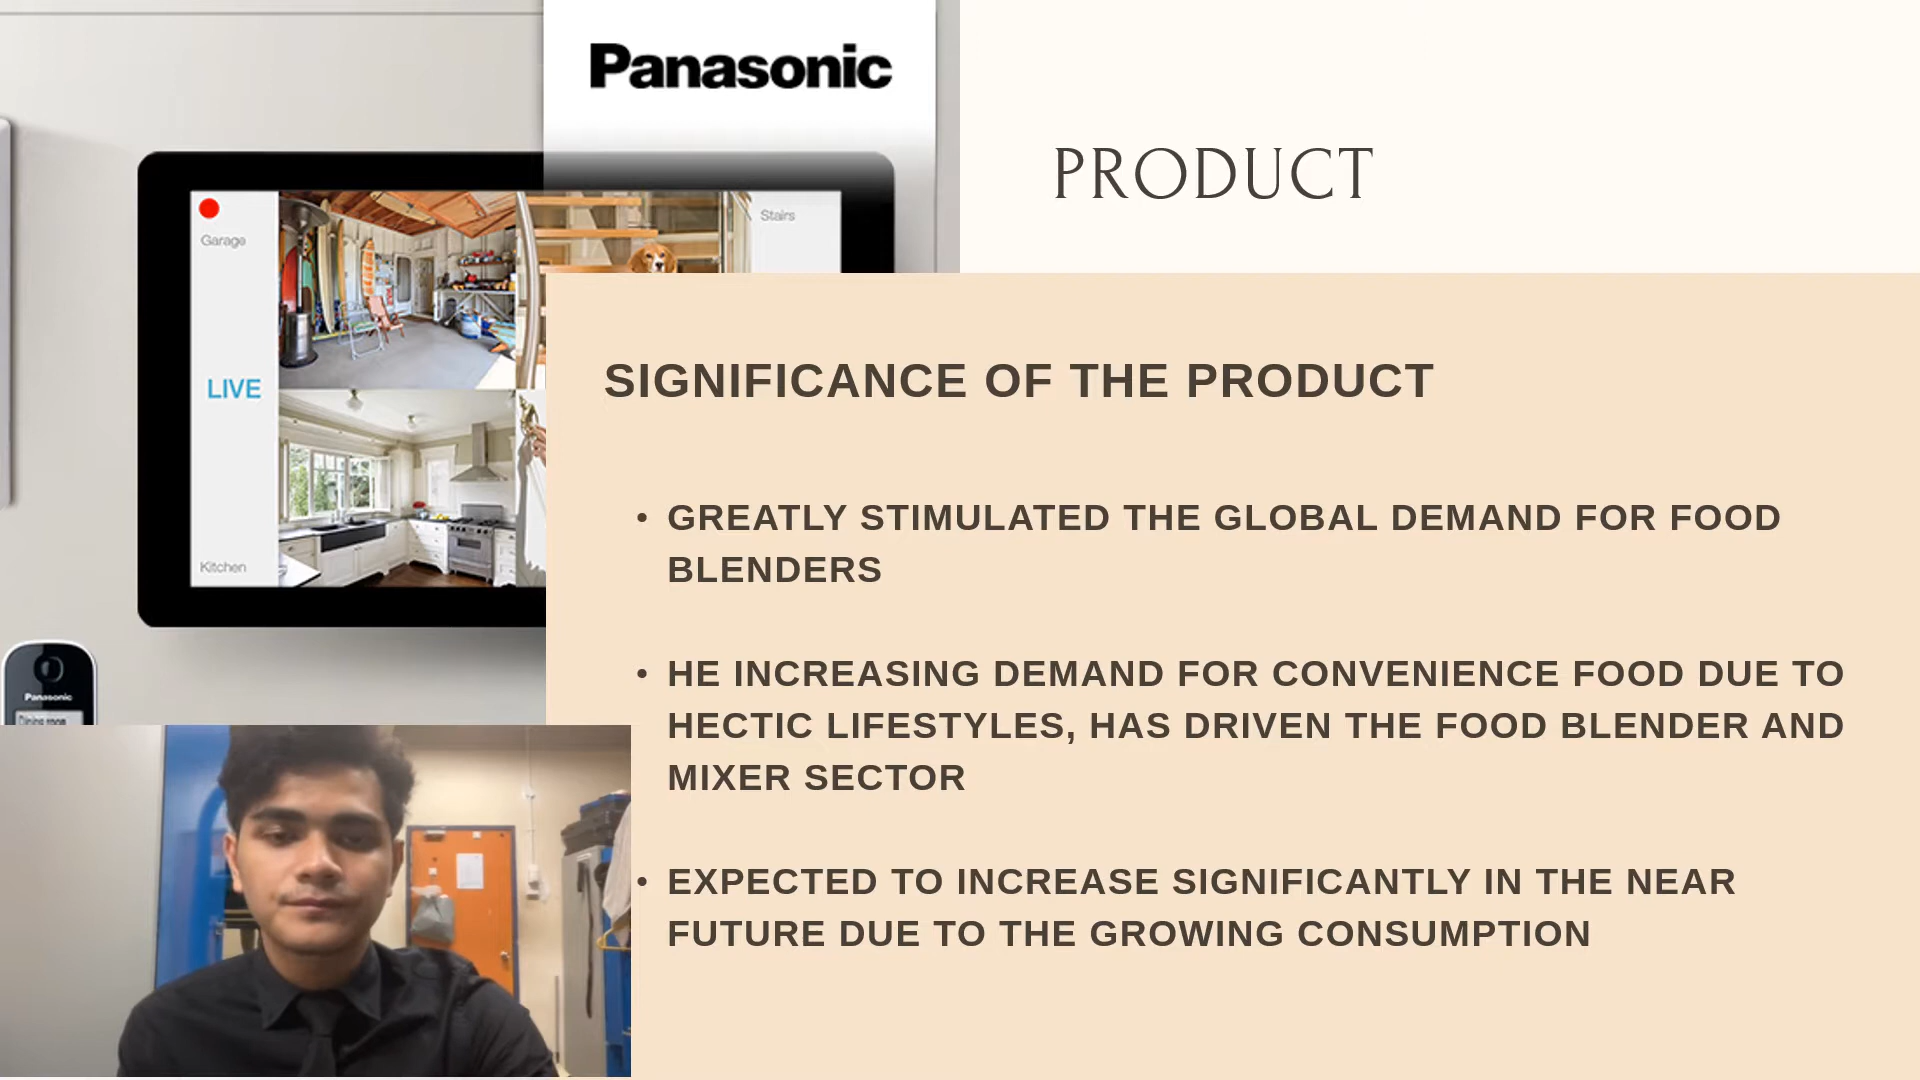 Panasonic
PRODUCT
Stairs
Garage
LIVE
Kitchen
Panasonic
Dining room
SIGNIFICANCE OF THE PRODUCT
• GREATLY STIMULATED THE GLOBAL DEMAND FOR FOOD
BLENDERS
• HE INCREASING DEMAND FOR CONVENIENCE FOOD DUE TO
HECTIC LIFESTYLES, HAS DRIVEN THE FOOD BLENDER AND
MIXER SECTOR
• EXPECTED TO INCREASE SIGNIFICANTLY IN THE NEAR
FUTURE DUE TO THE GROWING CONSUMPTION